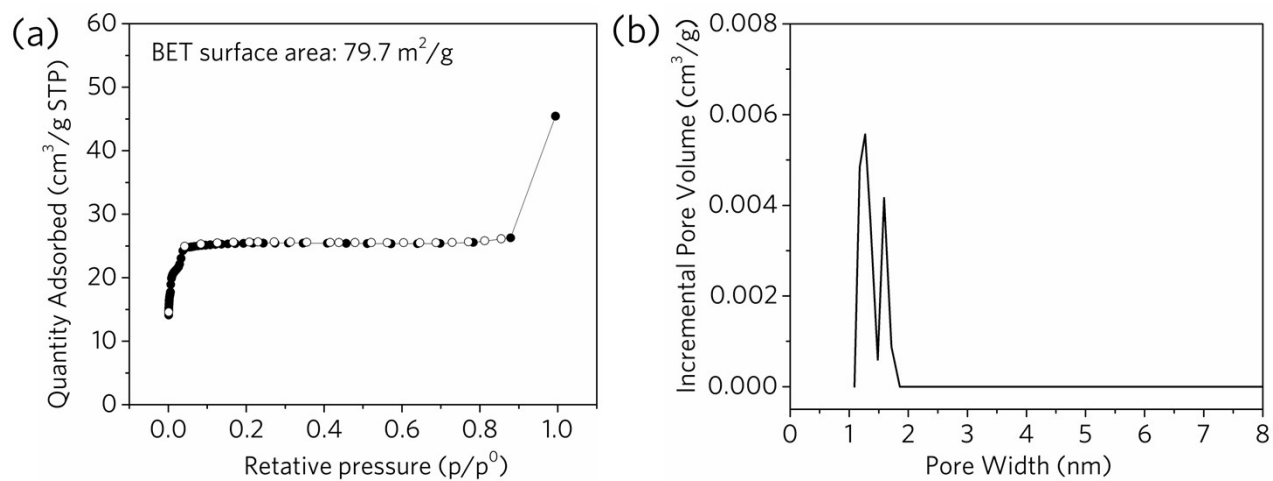 (a)
BET surface area: 79.7 m²/g
Quantity Adsorbed (cm³/g STP)
60
50
40
30
20
10
0
0.0 0.2 0.4 0.6 0.8 1.0
Retative pressure (p/p⁰)
(b)
Incremental Pore Volume (cm³/g)
0.008
0.006
0.004
0.002
0.000
0 1 2 3 4 5 6 7 8
Pore Width (nm)